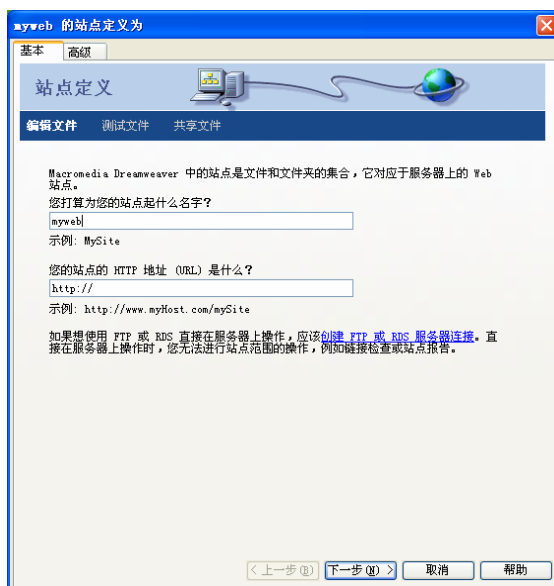 myweb 的站点定义为
基本 高级
站点定义
编辑文件 测试文件 共享文件
Macromedia Dreamweaver 中的站点是文件和文件夹的集合，它对应于服务器上的 Web
站点。
您打算为您的站点起什么名字？
myweb
示例: MySite
您的站点的 HTTP 地址 (URL) 是什么？
http://
示例: http://www.myHost.com/mySite
如果想使用 FTP 或 RDS 直接在服务器上操作，应该创建 FTP 或 RDS 服务器连接。直
接在服务器上操作时，您无法进行站点范围的操作，例如链接检查或站点报告。
< 上一步(B) 下一步(N) > 取消 帮助